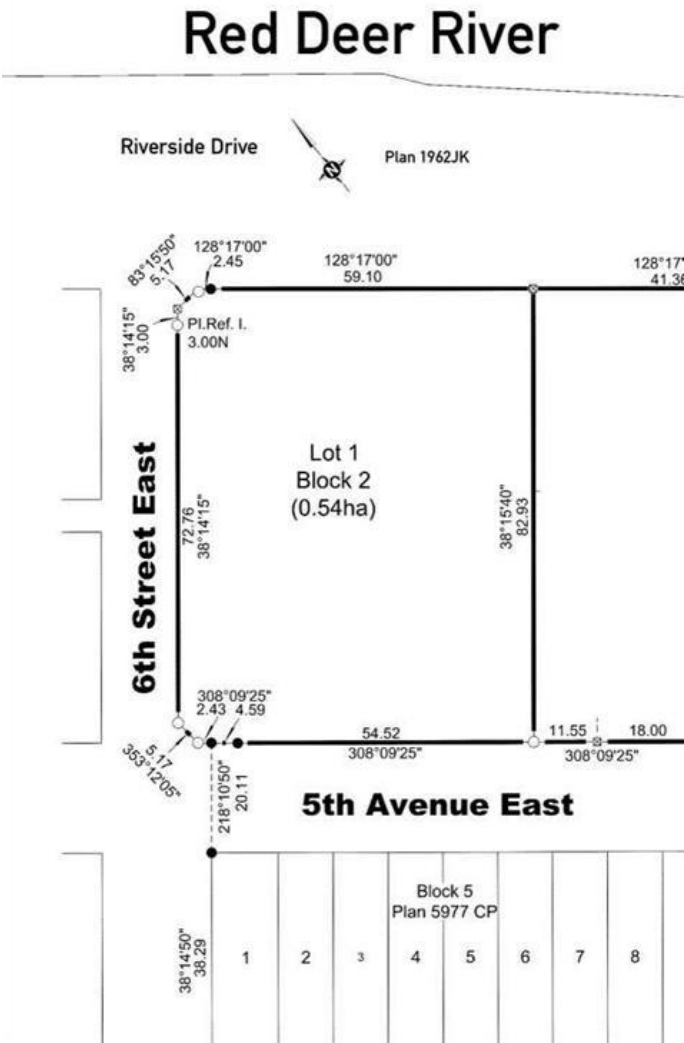 Red Deer River
Riverside Drive
N
Plan 1962JK
83°15'50"
5.17
128°17'00"
2.45
128°17'00"
59.10
128°17'
41.36
38°14'15"
3.00
Pl.Ref. I.
3.00N
Lot 1
Block 2
(0.54ha)
6th Street East
72.76
38°14'15"
38°15'40"
82.93
308°09'25"
2.43 4.59
5.17
353°12'05"
54.52
308°09'25"
11.55
18.00
308°09'25"
218°10'50"
20.11
5th Avenue East
Block 5
Plan 5977 CP
38°14'50"
38.29
1 2 3 4 5 6 7 8